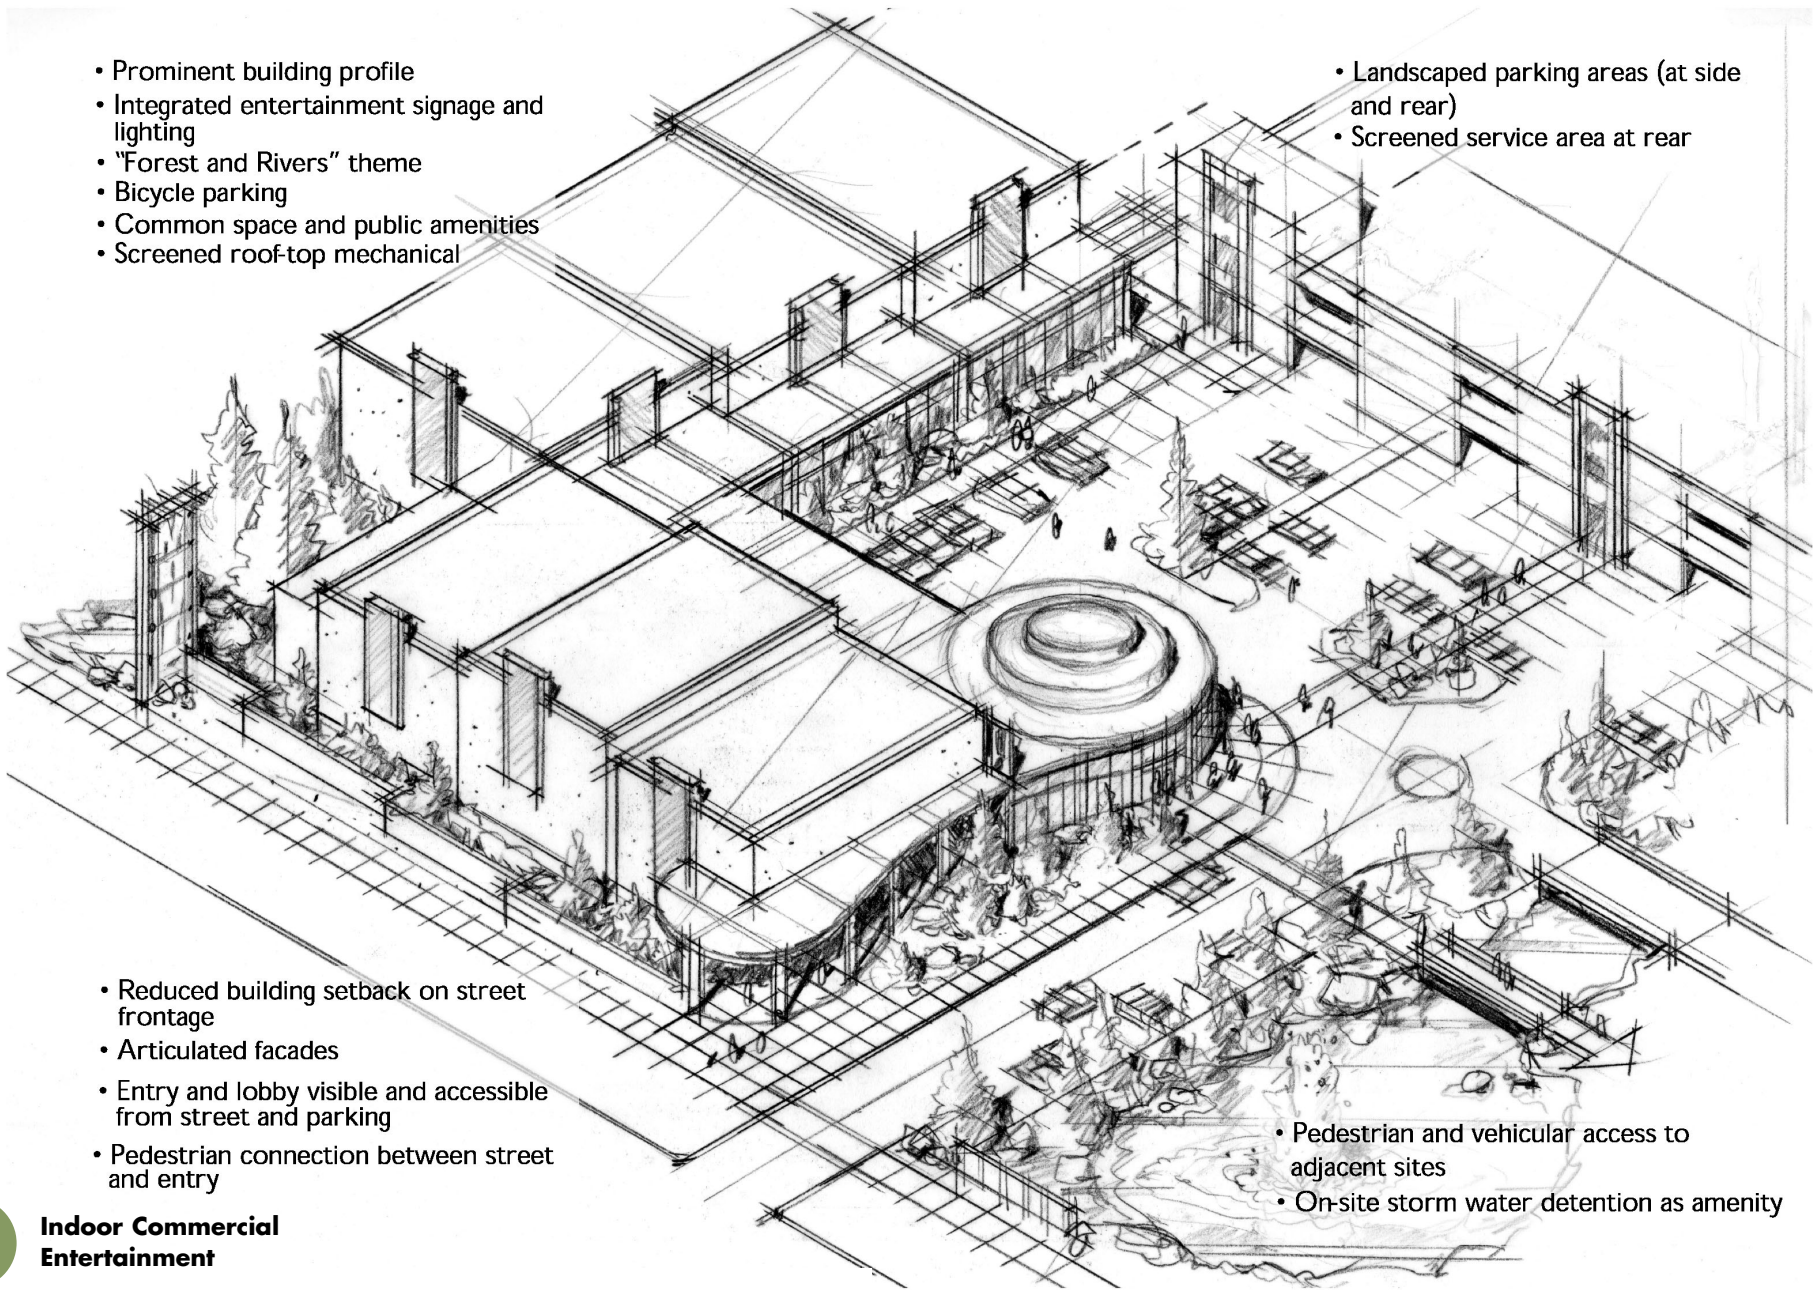 • Prominent building profile
• Integrated entertainment signage and
lighting
• “Forest and Rivers” theme
• Bicycle parking
• Common space and public amenities
• Screened roof-top mechanical
• Landscaped parking areas (at side
and rear)
• Screened service area at rear
• Reduced building setback on street
frontage
• Articulated facades
• Entry and lobby visible and accessible
from street and parking
• Pedestrian connection between street
and entry
• Pedestrian and vehicular access to
adjacent sites
• On-site storm water detention as amenity
Indoor Commercial
Entertainment